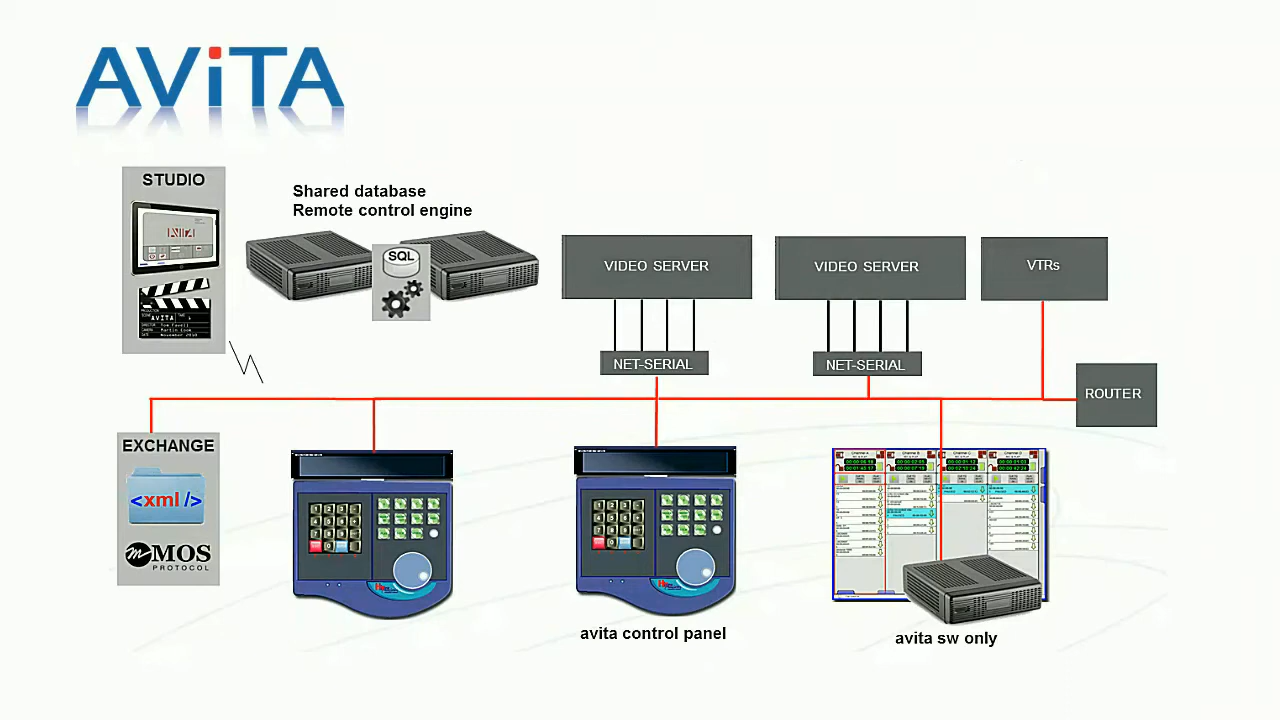 AViTA
STUDIO
AVITA
Shared database
Remote control engine
SQL
VIDEO SERVER
VIDEO SERVER
VTRs
NET-SERIAL
NET-SERIAL
ROUTER
EXCHANGE
<xml/>
MOS
PROTOCOL
avita control panel
avita sw only